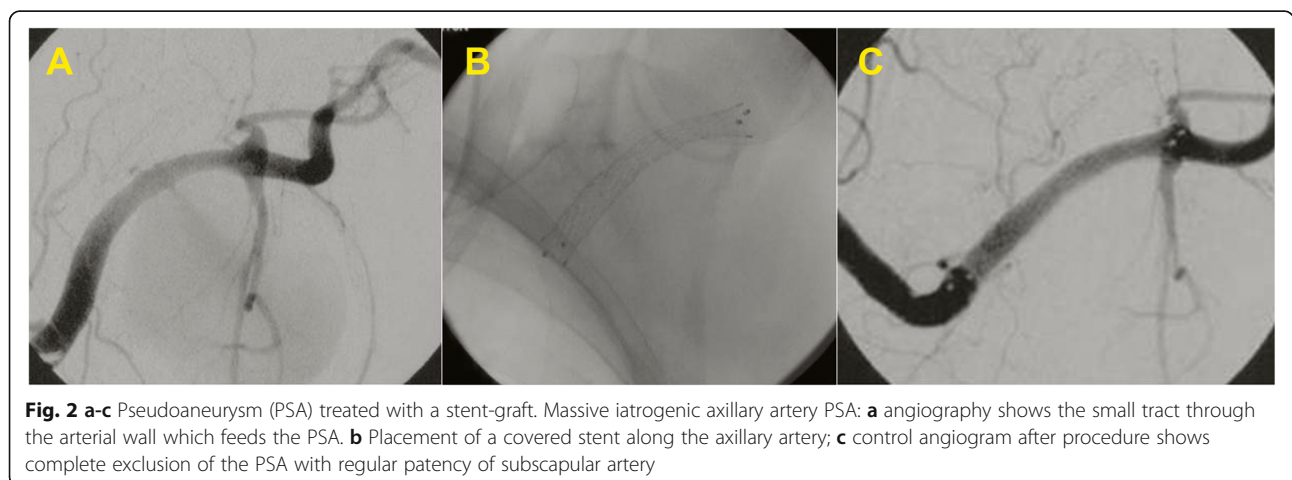 A
B
C
Fig. 2 a-c Pseudoaneurysm (PSA) treated with a stent-graft. Massive iatrogenic axillary artery PSA: a angiography shows the small tract through
the arterial wall which feeds the PSA. b Placement of a covered stent along the axillary artery; c control angiogram after procedure shows
complete exclusion of the PSA with regular patency of subscapular artery